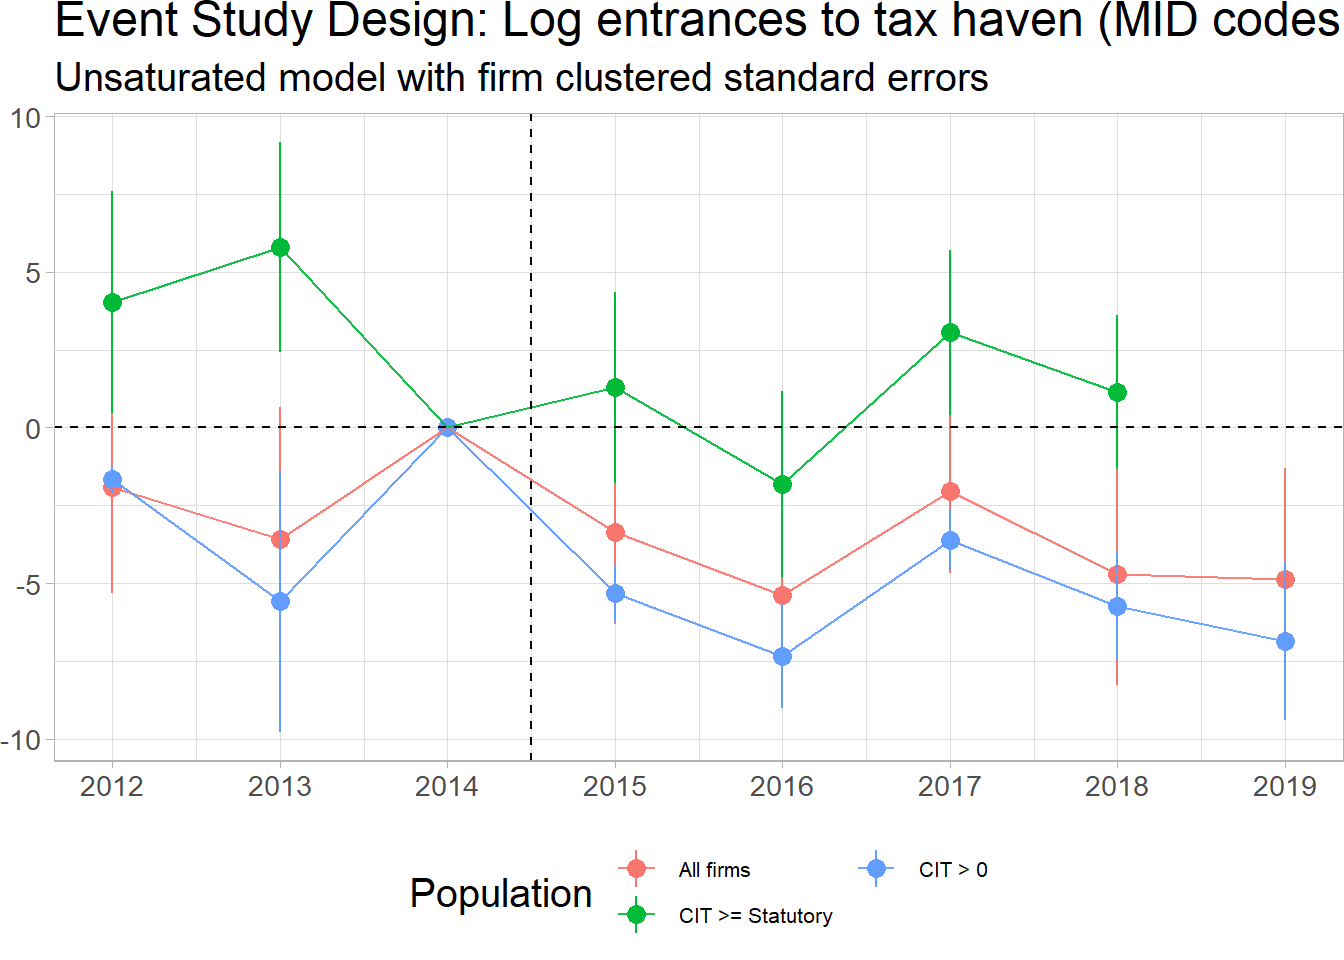 Event Study Design: Log entrances to tax haven (MID codes
Unsaturated model with firm clustered standard errors
10
5
0
-5
-10
2012 2013 2014 2015 2016 2017 2018 2019
Population
All firms
CIT > 0
CIT >= Statutory